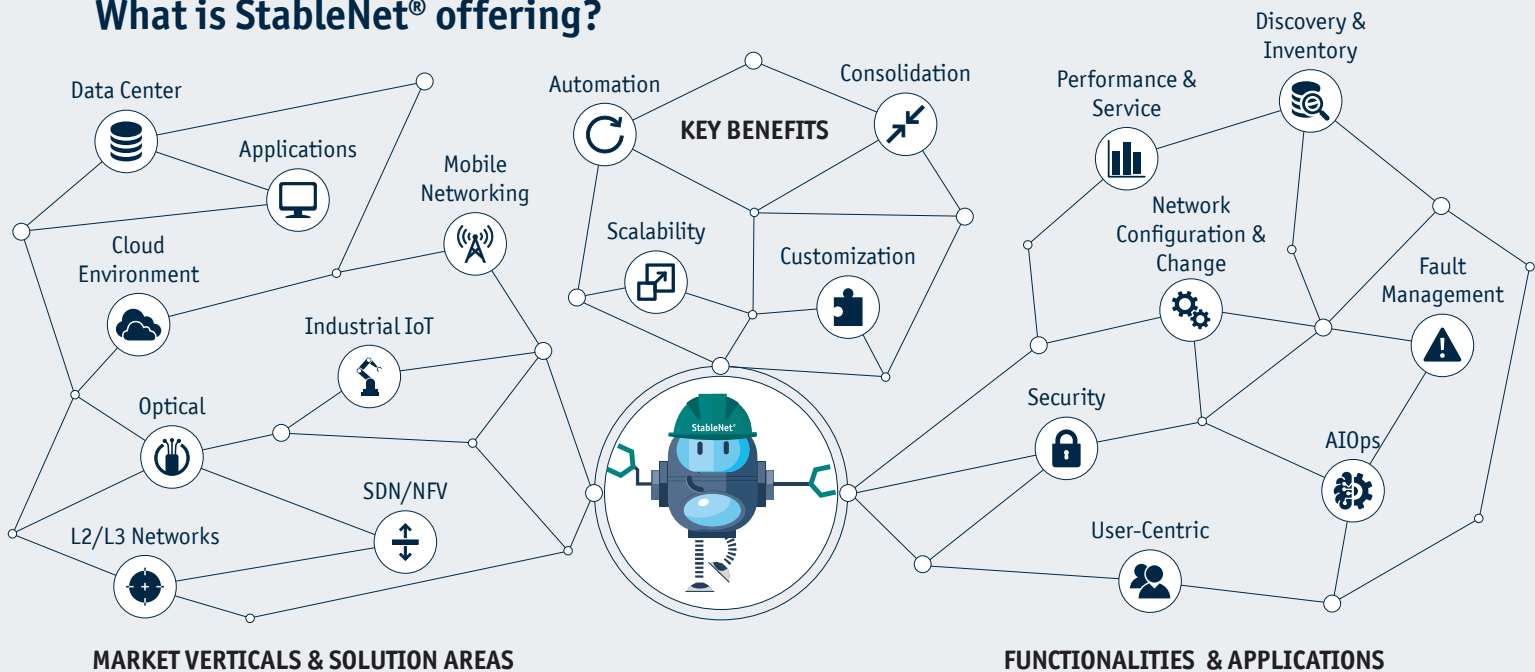 What is StableNet® offering?
Data Center
Applications
Mobile
Networking
Cloud
Environment
Industrial IoT
Optical
SDN/NFV
L2/L3 Networks
MARKET VERTICALS & SOLUTION AREAS
Automation
Consolidation
KEY BENEFITS
Scalability
Customization
StableNet®
Discovery &
Inventory
Performance &
Service
Network
Configuration &
Change
Fault
Management
Security
AIOps
User-Centric
FUNCTIONALITIES & APPLICATIONS